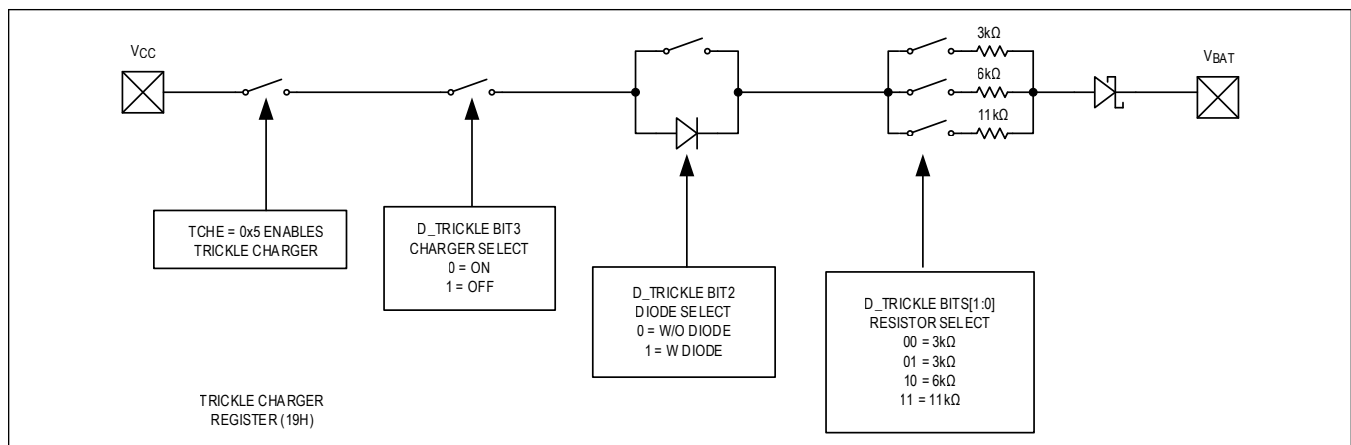 VCC
3kΩ
6kΩ
11kΩ
VBAT
TCHE = 0x5 ENABLES
TRICKLE CHARGER
D_TRICKLE BIT3
CHARGER SELECT
0 = ON
1 = OFF
D_TRICKLE BIT2
DIODE SELECT
0 = W/O DIODE
1 = W DIODE
D_TRICKLE BITS[1:0]
RESISTOR SELECT
00 = 3kΩ
01 = 3kΩ
10 = 6kΩ
11 = 11kΩ
TRICKLE CHARGER
REGISTER (19H)